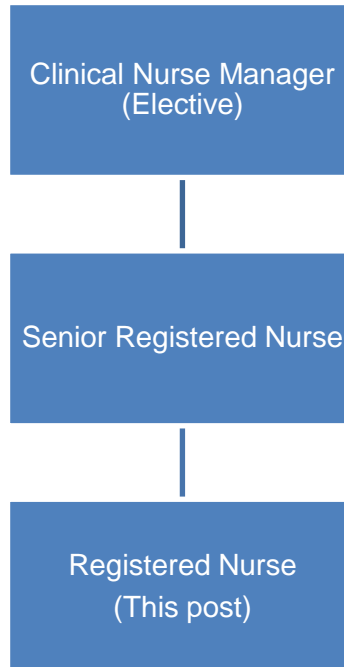 Clinical Nurse Manager
(Elective)
Senior Registered Nurse
Registered Nurse
(This post)